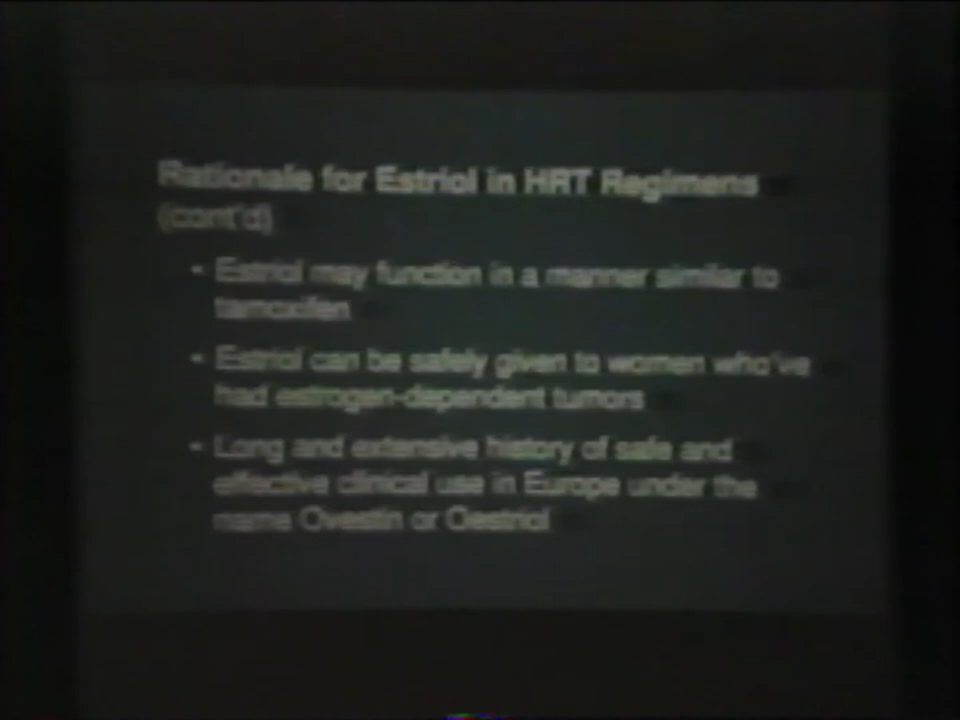 Rationale for Estriol in HRT Regimens
(cont'd)
- Estriol may function in a manner similar to
tamoxifen
- Estriol can be safely given to women who've
had estrogen-dependent tumors
- Long and extensive history of safe and
effective clinical use in Europe under the
name Ovestin or Oestriol